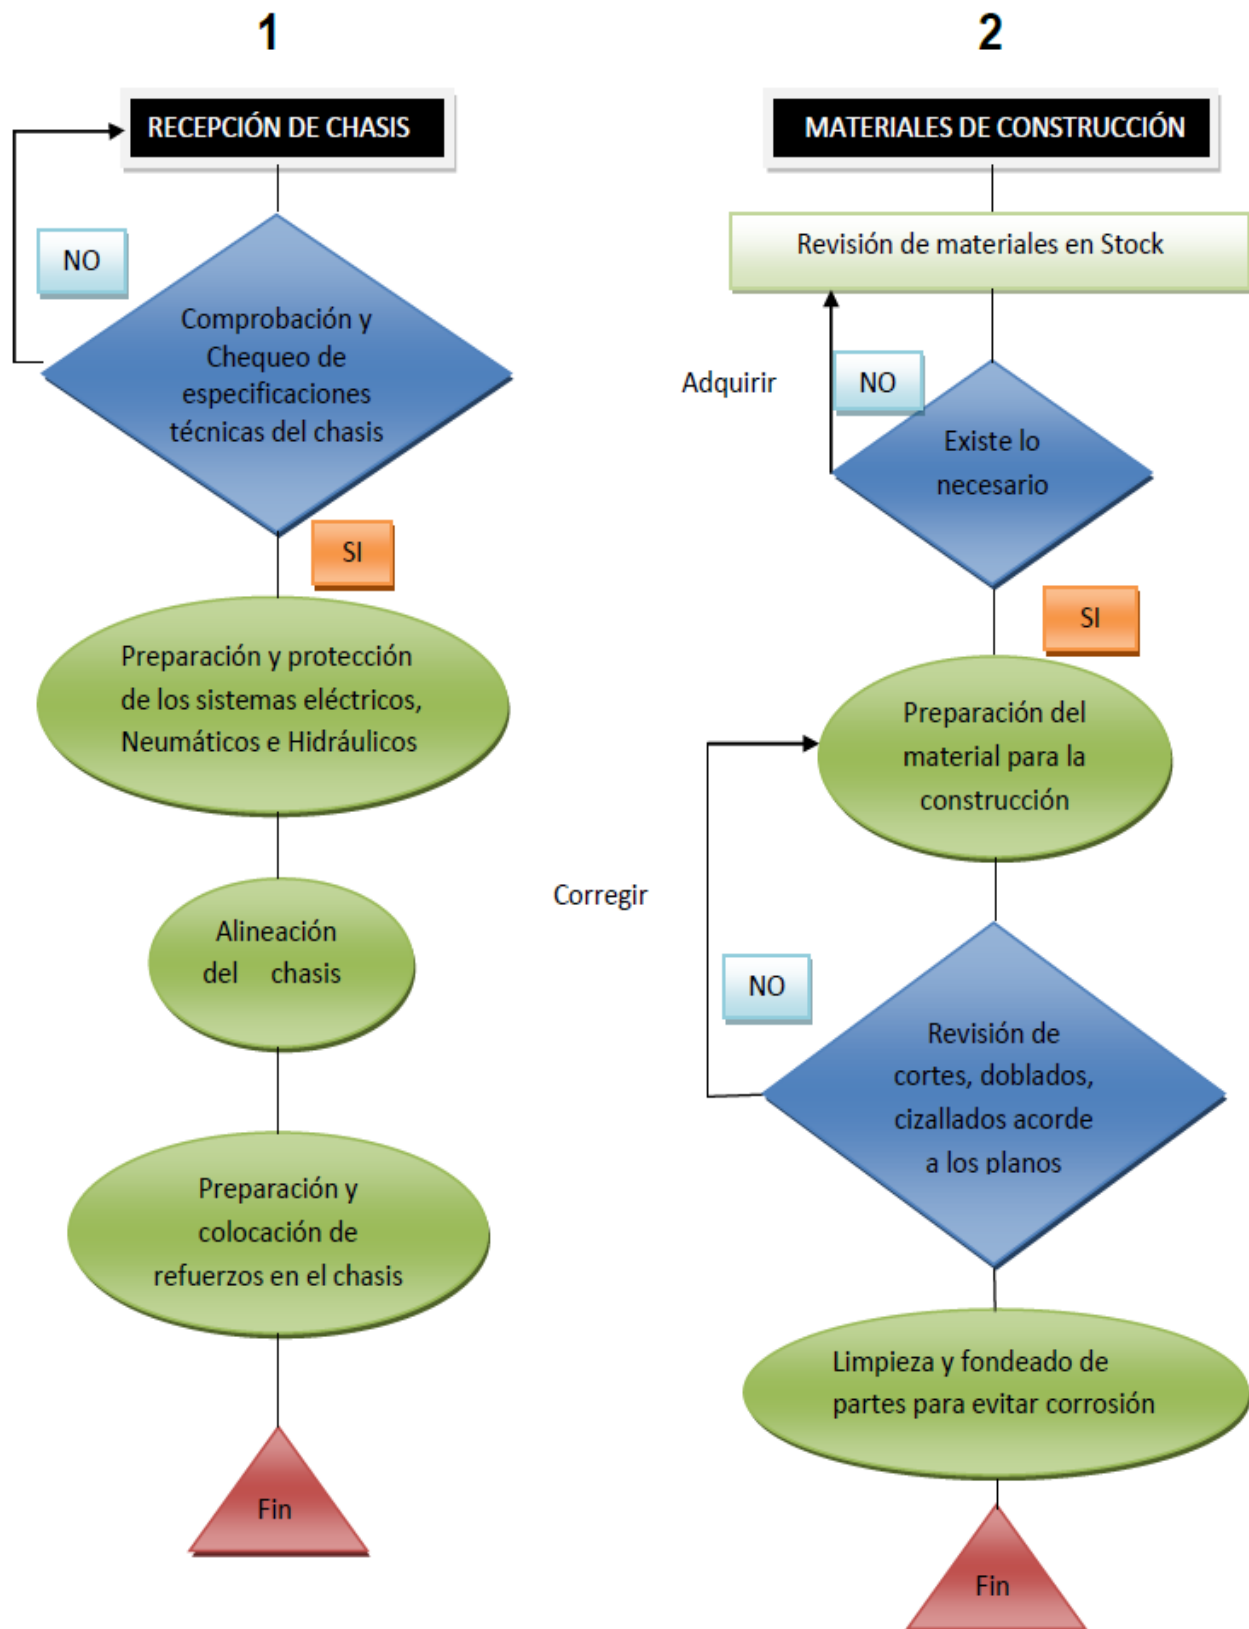 1
RECEPCIÓN DE CHASIS
NO
Comprobación y
Chequeo de
especificaciones
técnicas del chasis
SI
Preparación y protección
de los sistemas eléctricos,
Neumáticos e Hidráulicos
Alineación
del chasis
Preparación y
colocación de
refuerzos en el chasis
Fin
2
MATERIALES DE CONSTRUCCIÓN
Revisión de materiales en Stock
Adquirir
NO
Existe lo
necesario
SI
Preparación del
material para la
construcción
Corregir
NO
Revisión de
cortes, doblados,
cizallados acorde
a los planos
Limpieza y fondeado de
partes para evitar corrosión
Fin